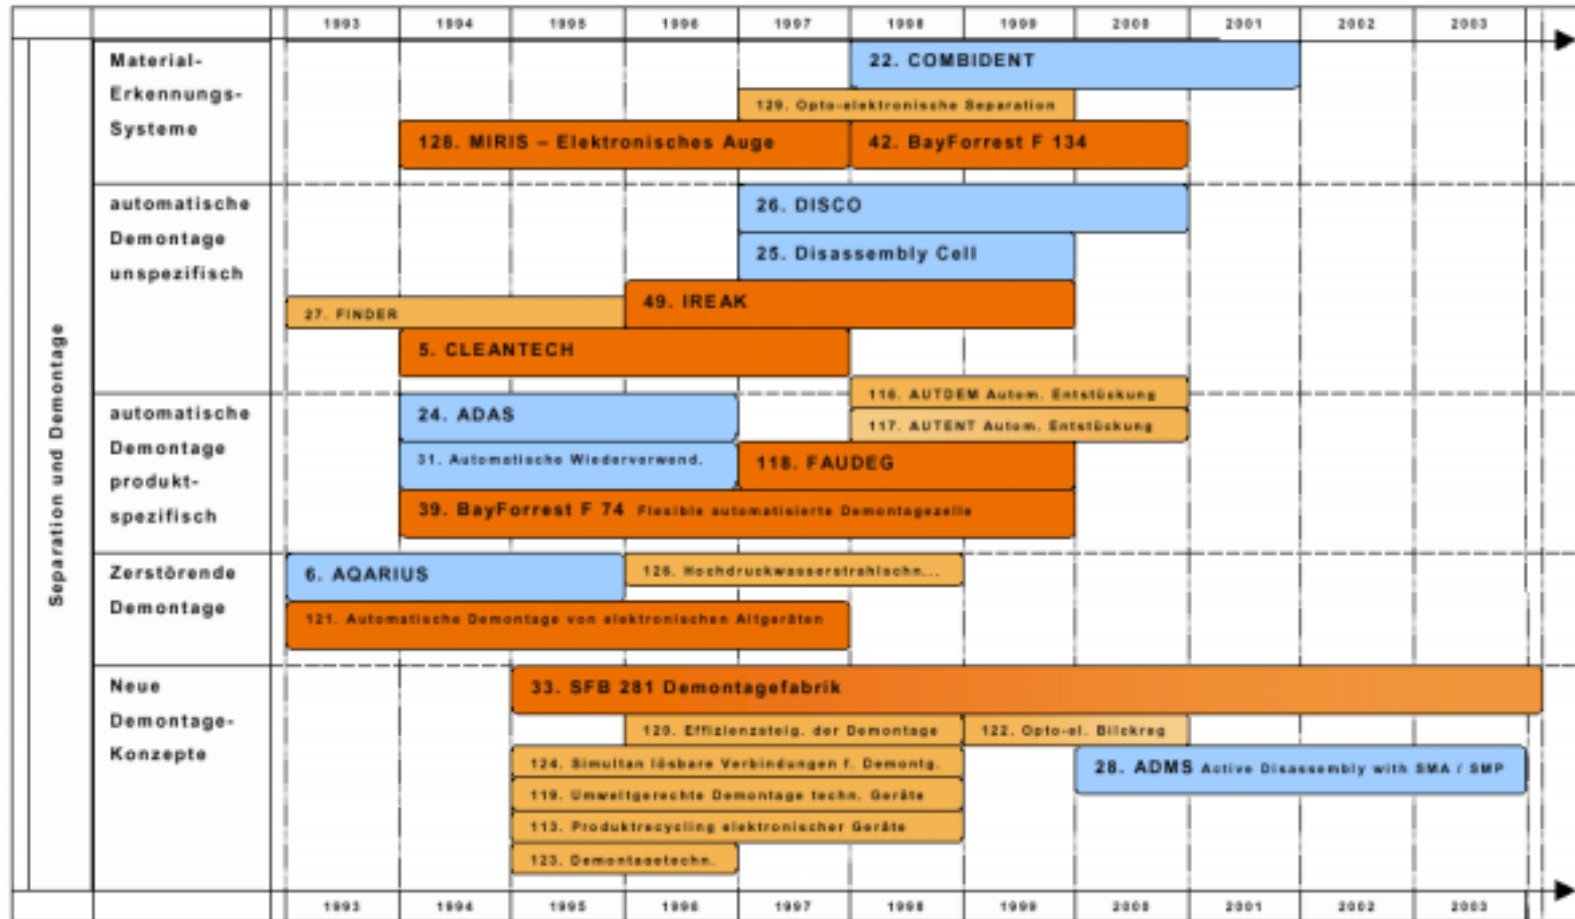 1993 1994 1995 1996 1997 1998 1999 2000 2001 2002 2003
Separation und Demontage
Material-
Erkennungs-
Systeme
22. COMBIDENT
129. Opto-elektronische Separation
128. MIRIS – Elektronisches Auge
42. BayForrest F 134
automatische
Demontage
unspezifisch
26. DISCO
25. Disassembly Cell
49. IREAK
27. FINDER
5. CLEANTECH
automatische
Demontage
produkt-
spezifisch
116. AUTDEM Autom. Entstückung
24. ADAS
117. AUTENT Autom. Entstückung
31. Automatische Wiederverwend.
118. FAUDEG
39. BayForrest F 74 Flexible automatisierte Demontagezelle
Zerstörende
Demontage
6. AQARIUS
126. Hochdruckwasserstrahlschn...
121. Automatische Demontage von elektronischen Altgeräten
Neue
Demontage-
Konzepte
33. SFB 281 Demontagefabrik
120. Effizienzsteig. der Demontage
122. Opto-el.
124. Simultan lösbare Verbindungen f. Demontg.
28. ADMS Active Disassembly with SMA / SMP
119. Umweltgerechte Demontage techn. Geräte
113. Produktrecycling elektronischer Geräte
123. Demontagetechn.
1993 1994 1995 1996 1997 1998 1999 2000 2001 2002 2003